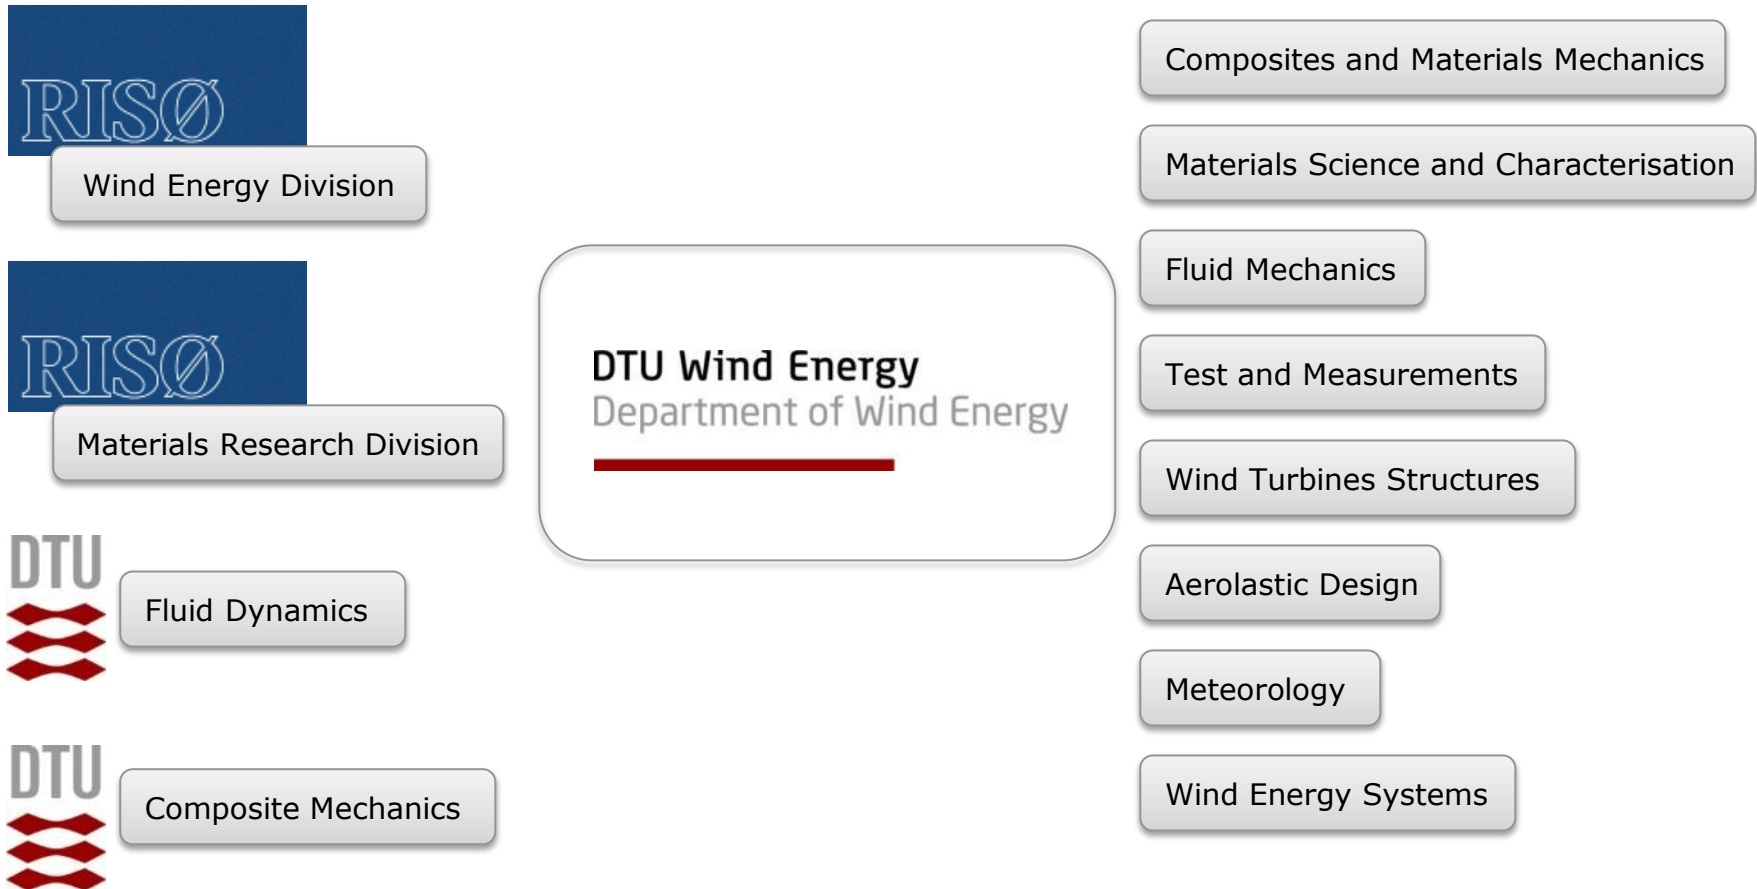 RISØ
Wind Energy Division
RISØ
Materials Research Division
DTU
Fluid Dynamics
DTU
Composite Mechanics
DTU Wind Energy
Department of Wind Energy
Composites and Materials Mechanics
Materials Science and Characterisation
Fluid Mechanics
Test and Measurements
Wind Turbines Structures
Aerolastic Design
Meteorology
Wind Energy Systems